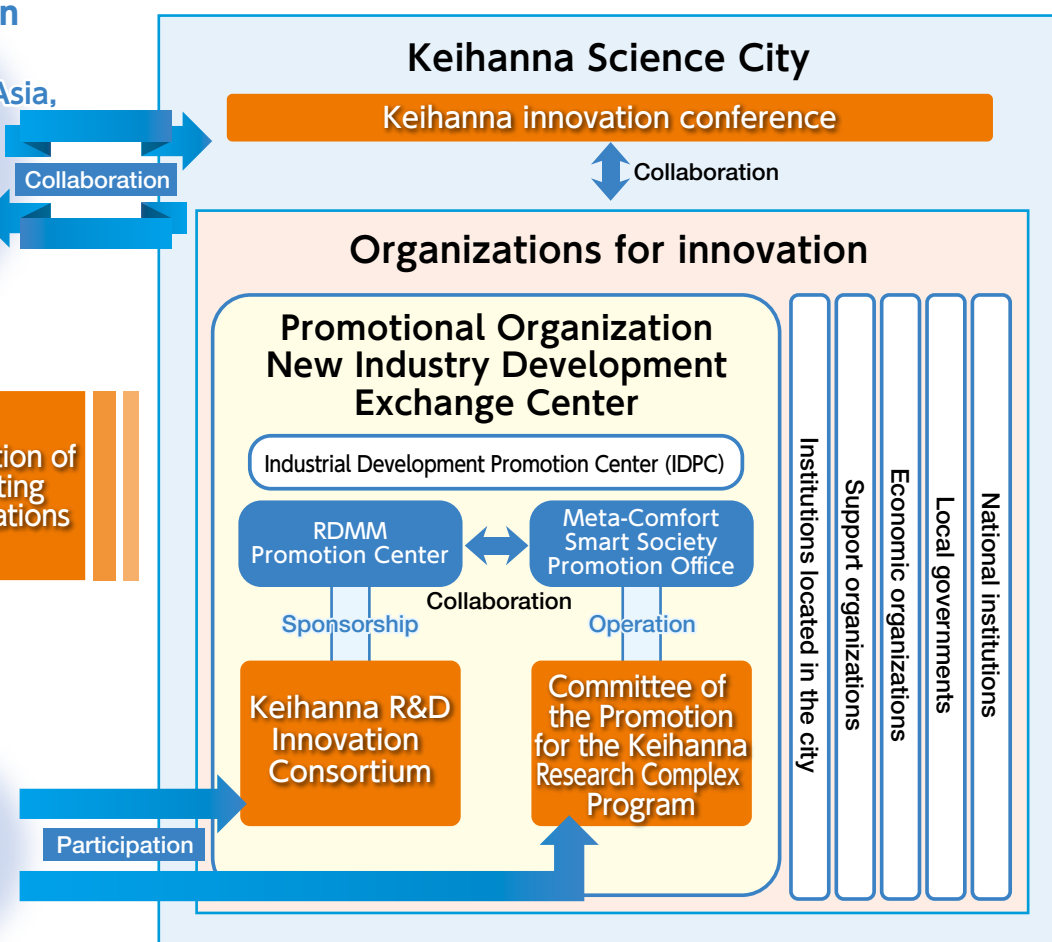 Asia,
Collaboration
Keihanna Science City
Keihanna innovation conference
Collaboration
Organizations for innovation
Promotional Organization
New Industry Development
Exchange Center
Industrial Development Promotion Center (IDPC)
RDMM
Promotion Center
Meta-Comfort
Smart Society
Promotion Office
Collaboration
Sponsorship
Operation
Keihanna R&D
Innovation
Consortium
Committee of
the Promotion
for the Keihanna
Research Complex
Program
Institutions located in the city
Support organizations
Economic organizations
Local governments
National institutions
of
Participation